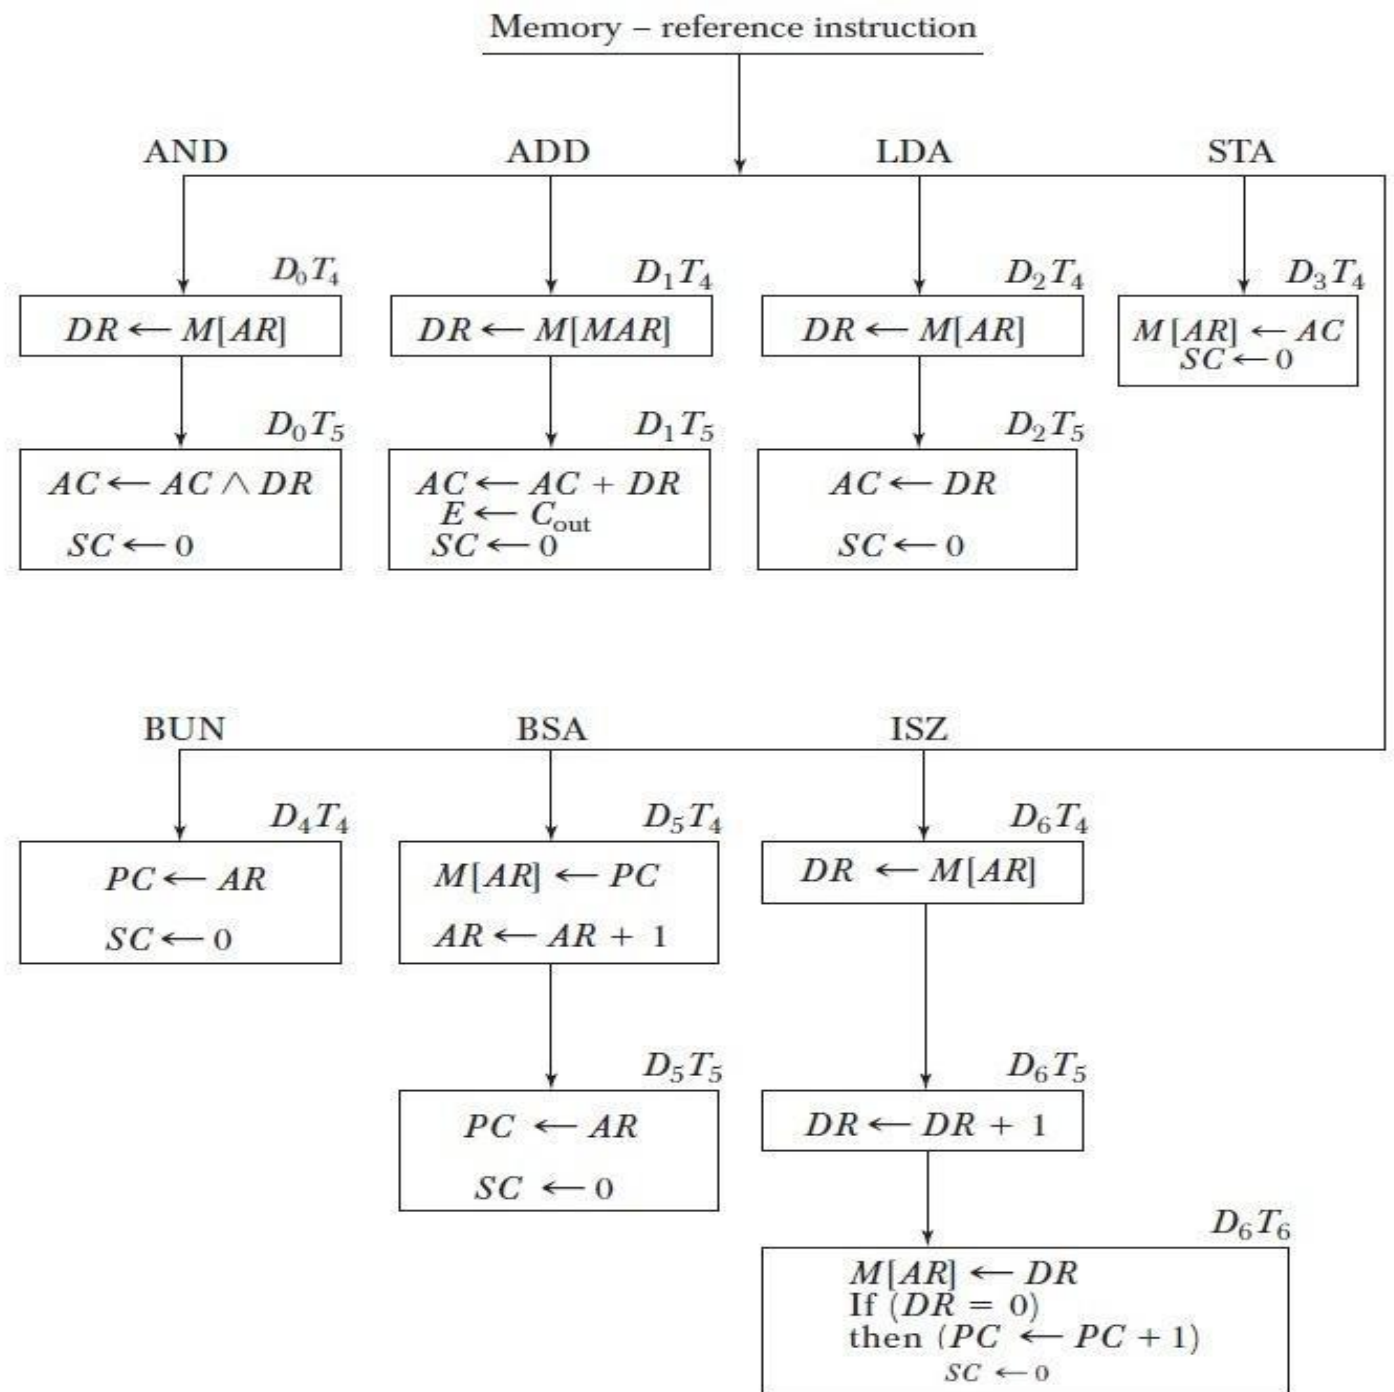 Memory – reference instruction
AND ADD LDA STA
D₀T₄ D₁T₄ D₂T₄ D₃T₄
DR ← M[AR]
DR ← M[MAR]
DR ← M[AR]
M[AR] ← AC
SC ← 0
D₀T₅ D₁T₅ D₂T₅
AC ← AC ∧ DR
SC ← 0
AC ← AC + DR
E ← Cout
SC ← 0
AC ← DR
SC ← 0
BUN BSA ISZ
D₄T₄ D₅T₄ D₆T₄
PC ← AR
SC ← 0
M[AR] ← PC
AR ← AR + 1
DR ← M[AR]
D₅T₅ D₆T₅
PC ← AR
SC ← 0
DR ← DR + 1
D₆T₆
M[AR] ← DR
If (DR = 0)
then (PC ← PC + 1)
SC ← 0